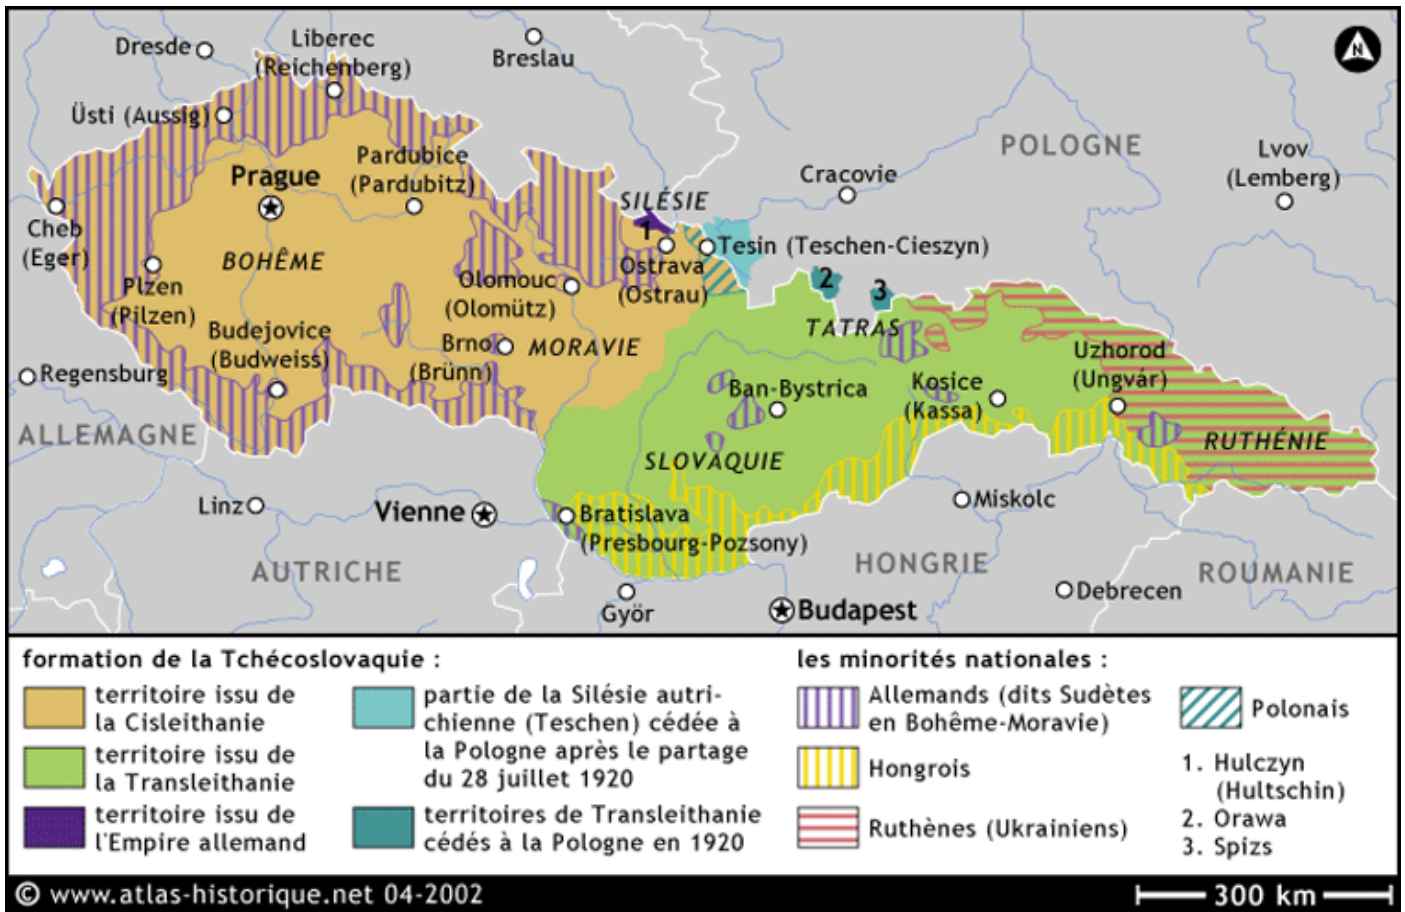 Dresde
Liberec
(Reichenberg)
Breslau
N
Üsti (Aussig)
POLOGNE
Lvov
(Lemberg)
Pardubice
(Pardubitz)
Prague
Cracovie
SILÉSIE
1
Cheb
(Eger)
BOHÊME
Tesin (Teschen-Cieszyn)
Ostrava
(Ostrau)
Plzen
(Pilzen)
Olomouc
(Olomütz)
2
3
TATRAS
Budejovice
(Budweiss)
Brno
(Brünn)
MORAVIE
Uzhorod
(Ungvár)
Regensburg
Ban-Bystrica
Kosice
(Kassa)
ALLEMAGNE
RUTHÉNIE
SLOVAQUIE
Linz
Vienne
Miskolc
Bratislava
(Presbourg-Pozsony)
AUTRICHE
HONGRIE
ROUMANIE
Debrecen
Györ
Budapest
formation de la Tchécoslovaquie :
territoire issu de
la Cisleithanie
territoire issu de
la Transleithanie
territoire issu de
l'Empire allemand
partie de la Silésie autri-
chienne (Teschen) cédée à
la Pologne après le partage
du 28 juillet 1920
territoires de Transleithanie
cédés à la Pologne en 1920
les minorités nationales :
Allemands (dits Sudètes
en Bohême-Moravie)
Hongrois
Ruthènes (Ukrainiens)
Polonais
1. Hulczyn
(Hultschin)
2. Orawa
3. Spizs
© www.atlas-historique.net 04-2002
300 km